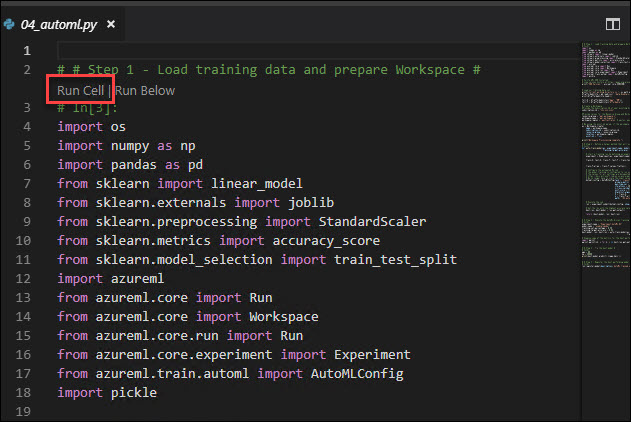 04_automl.py ×
1
2 # # Step 1 - Load training data and prepare Workspace #
Run Cell | Run Below
3 # In[3]:
4 import os
5 import numpy as np
6 import pandas as pd
7 from sklearn import linear_model
8 from sklearn.externals import joblib
9 from sklearn.preprocessing import StandardScaler
10 from sklearn.metrics import accuracy_score
11 from sklearn.model_selection import train_test_split
12 import azureml
13 from azureml.core import Run
14 from azureml.core import Workspace
15 from azureml.core.run import Run
16 from azureml.core.experiment import Experiment
17 from azureml.train.automl import AutoMLConfig
18 import pickle
19